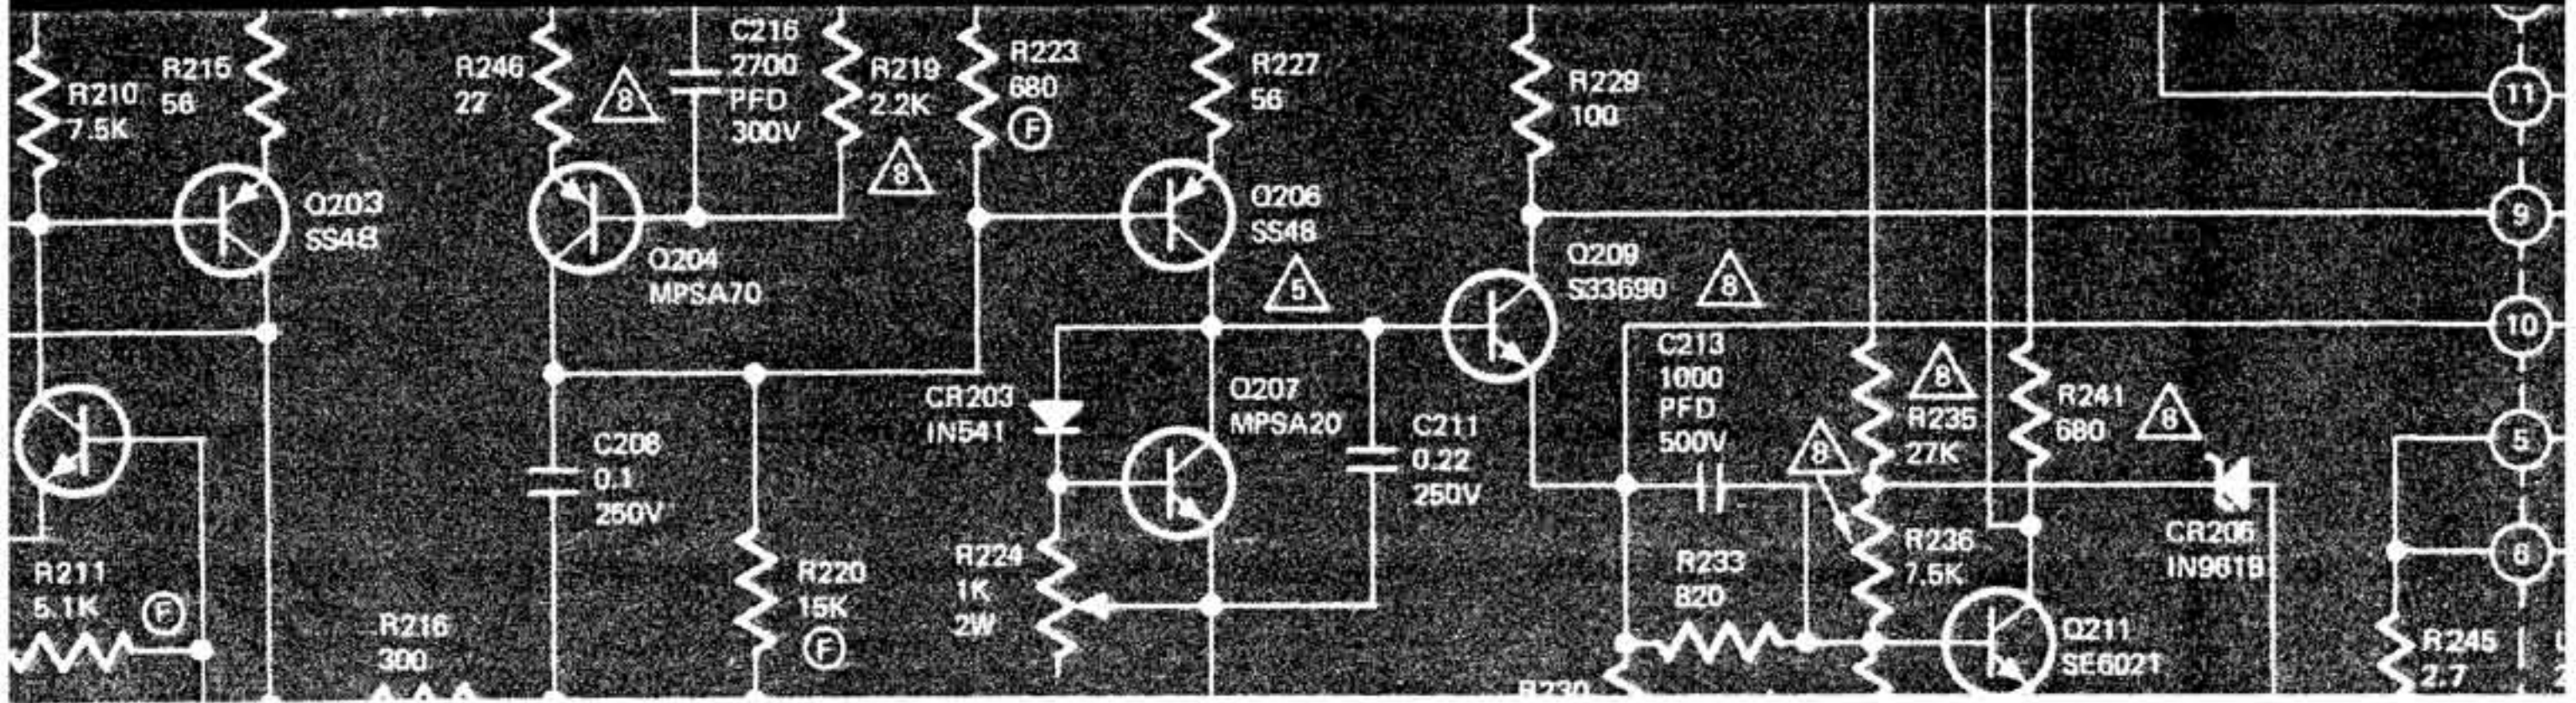 R210
7.5K
R215
56
Q203
SS48
R211
5.1K
F
R216
300
R246
22
8
Q204
MPSA70
C216
2700
PFD
300V
R219
2.2K
8
R223
680
F
C208
0.1
250V
R220
15K
F
R227
56
Q206
SS48
5
CR203
IN541
Q207
MPSA20
C211
0.22
250V
R224
1K
2W
R229
100
Q209
S33690
8
C213
1000
PFD
500V
R233
820
R230
8
R235
27K
8
R236
7.5K
R241
680
8
CR206
IN961B
Q211
SE6021
11
9
10
5
6
R245
2.7